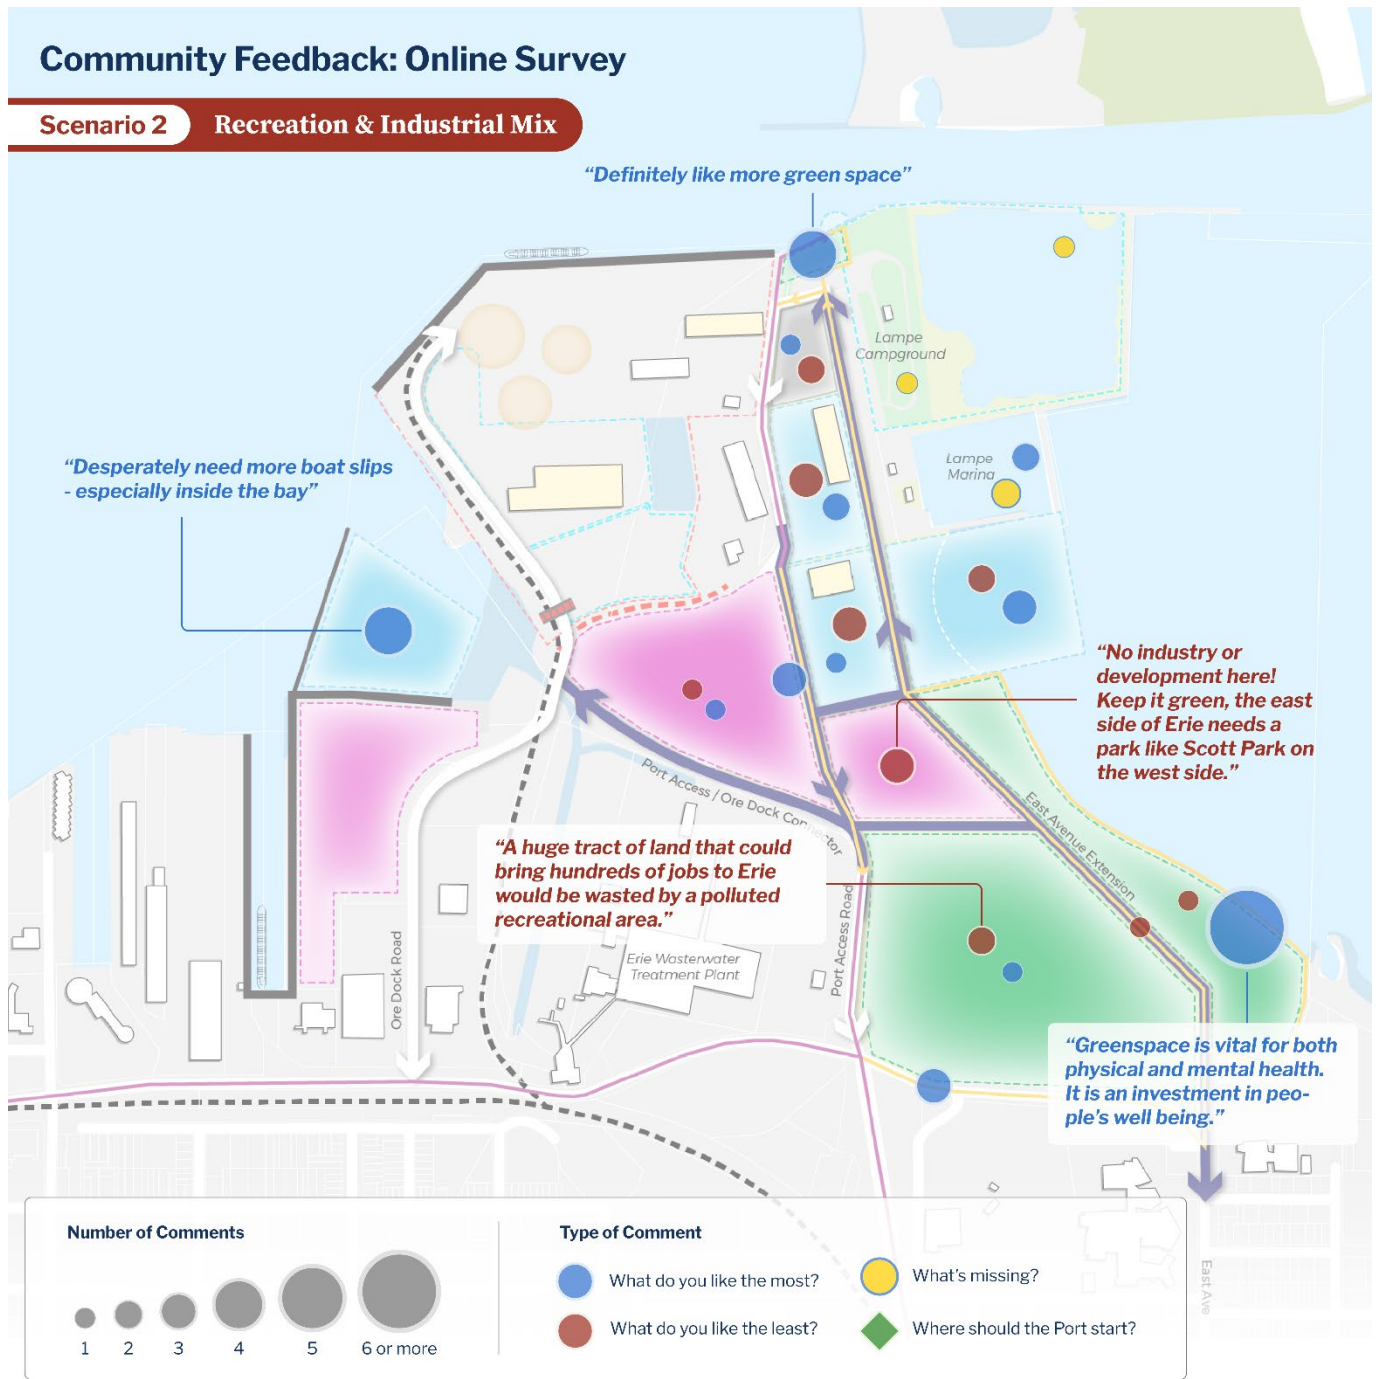 Community Feedback: Online Survey
Scenario 2
Recreation & Industrial Mix
“Definitely like more green space”
Lampe
Campground
“Desperately need more boat slips
- especially inside the bay”
Lampe
Marina
“No industry or
development here!
Keep it green, the east
side of Erie needs a
park like Scott Park on
the west side.”
Port Access / Ore Dock Connector
East Avenue Extension
“A huge tract of land that could
bring hundreds of jobs to Erie
would be wasted by a polluted
recreational area.”
Port Access Road
Ore Dock Road
Erie Wasterwater
Treatment Plant
“Greenspace is vital for both
physical and mental health.
It is an investment in peo-
ple’s well being.”
East Ave
Number of Comments
1 2 3 4 5 6 or more
Type of Comment
What do you like the most?
What's missing?
What do you like the least?
Where should the Port start?